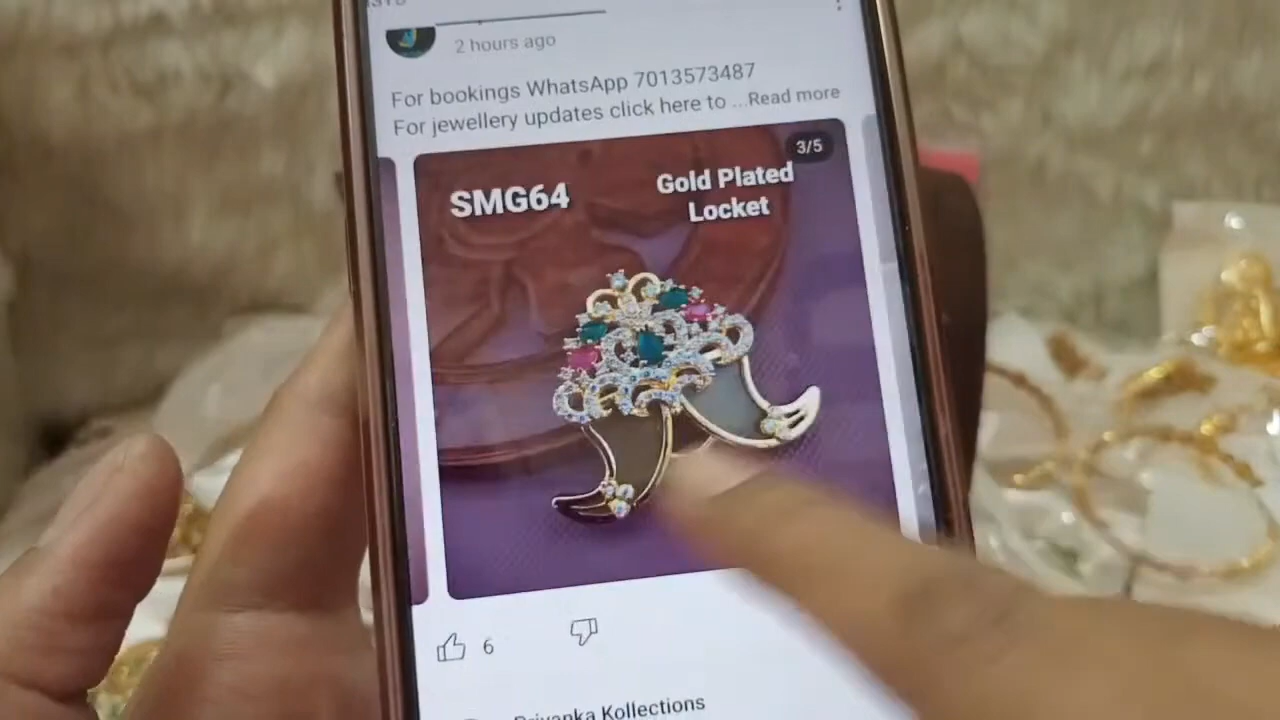 2 hours ago
For bookings WhatsApp 7013573487
For jewellery updates click here to ...Read more
3/5
SMG64
Gold Plated
Locket
6
Priyanka Kollections